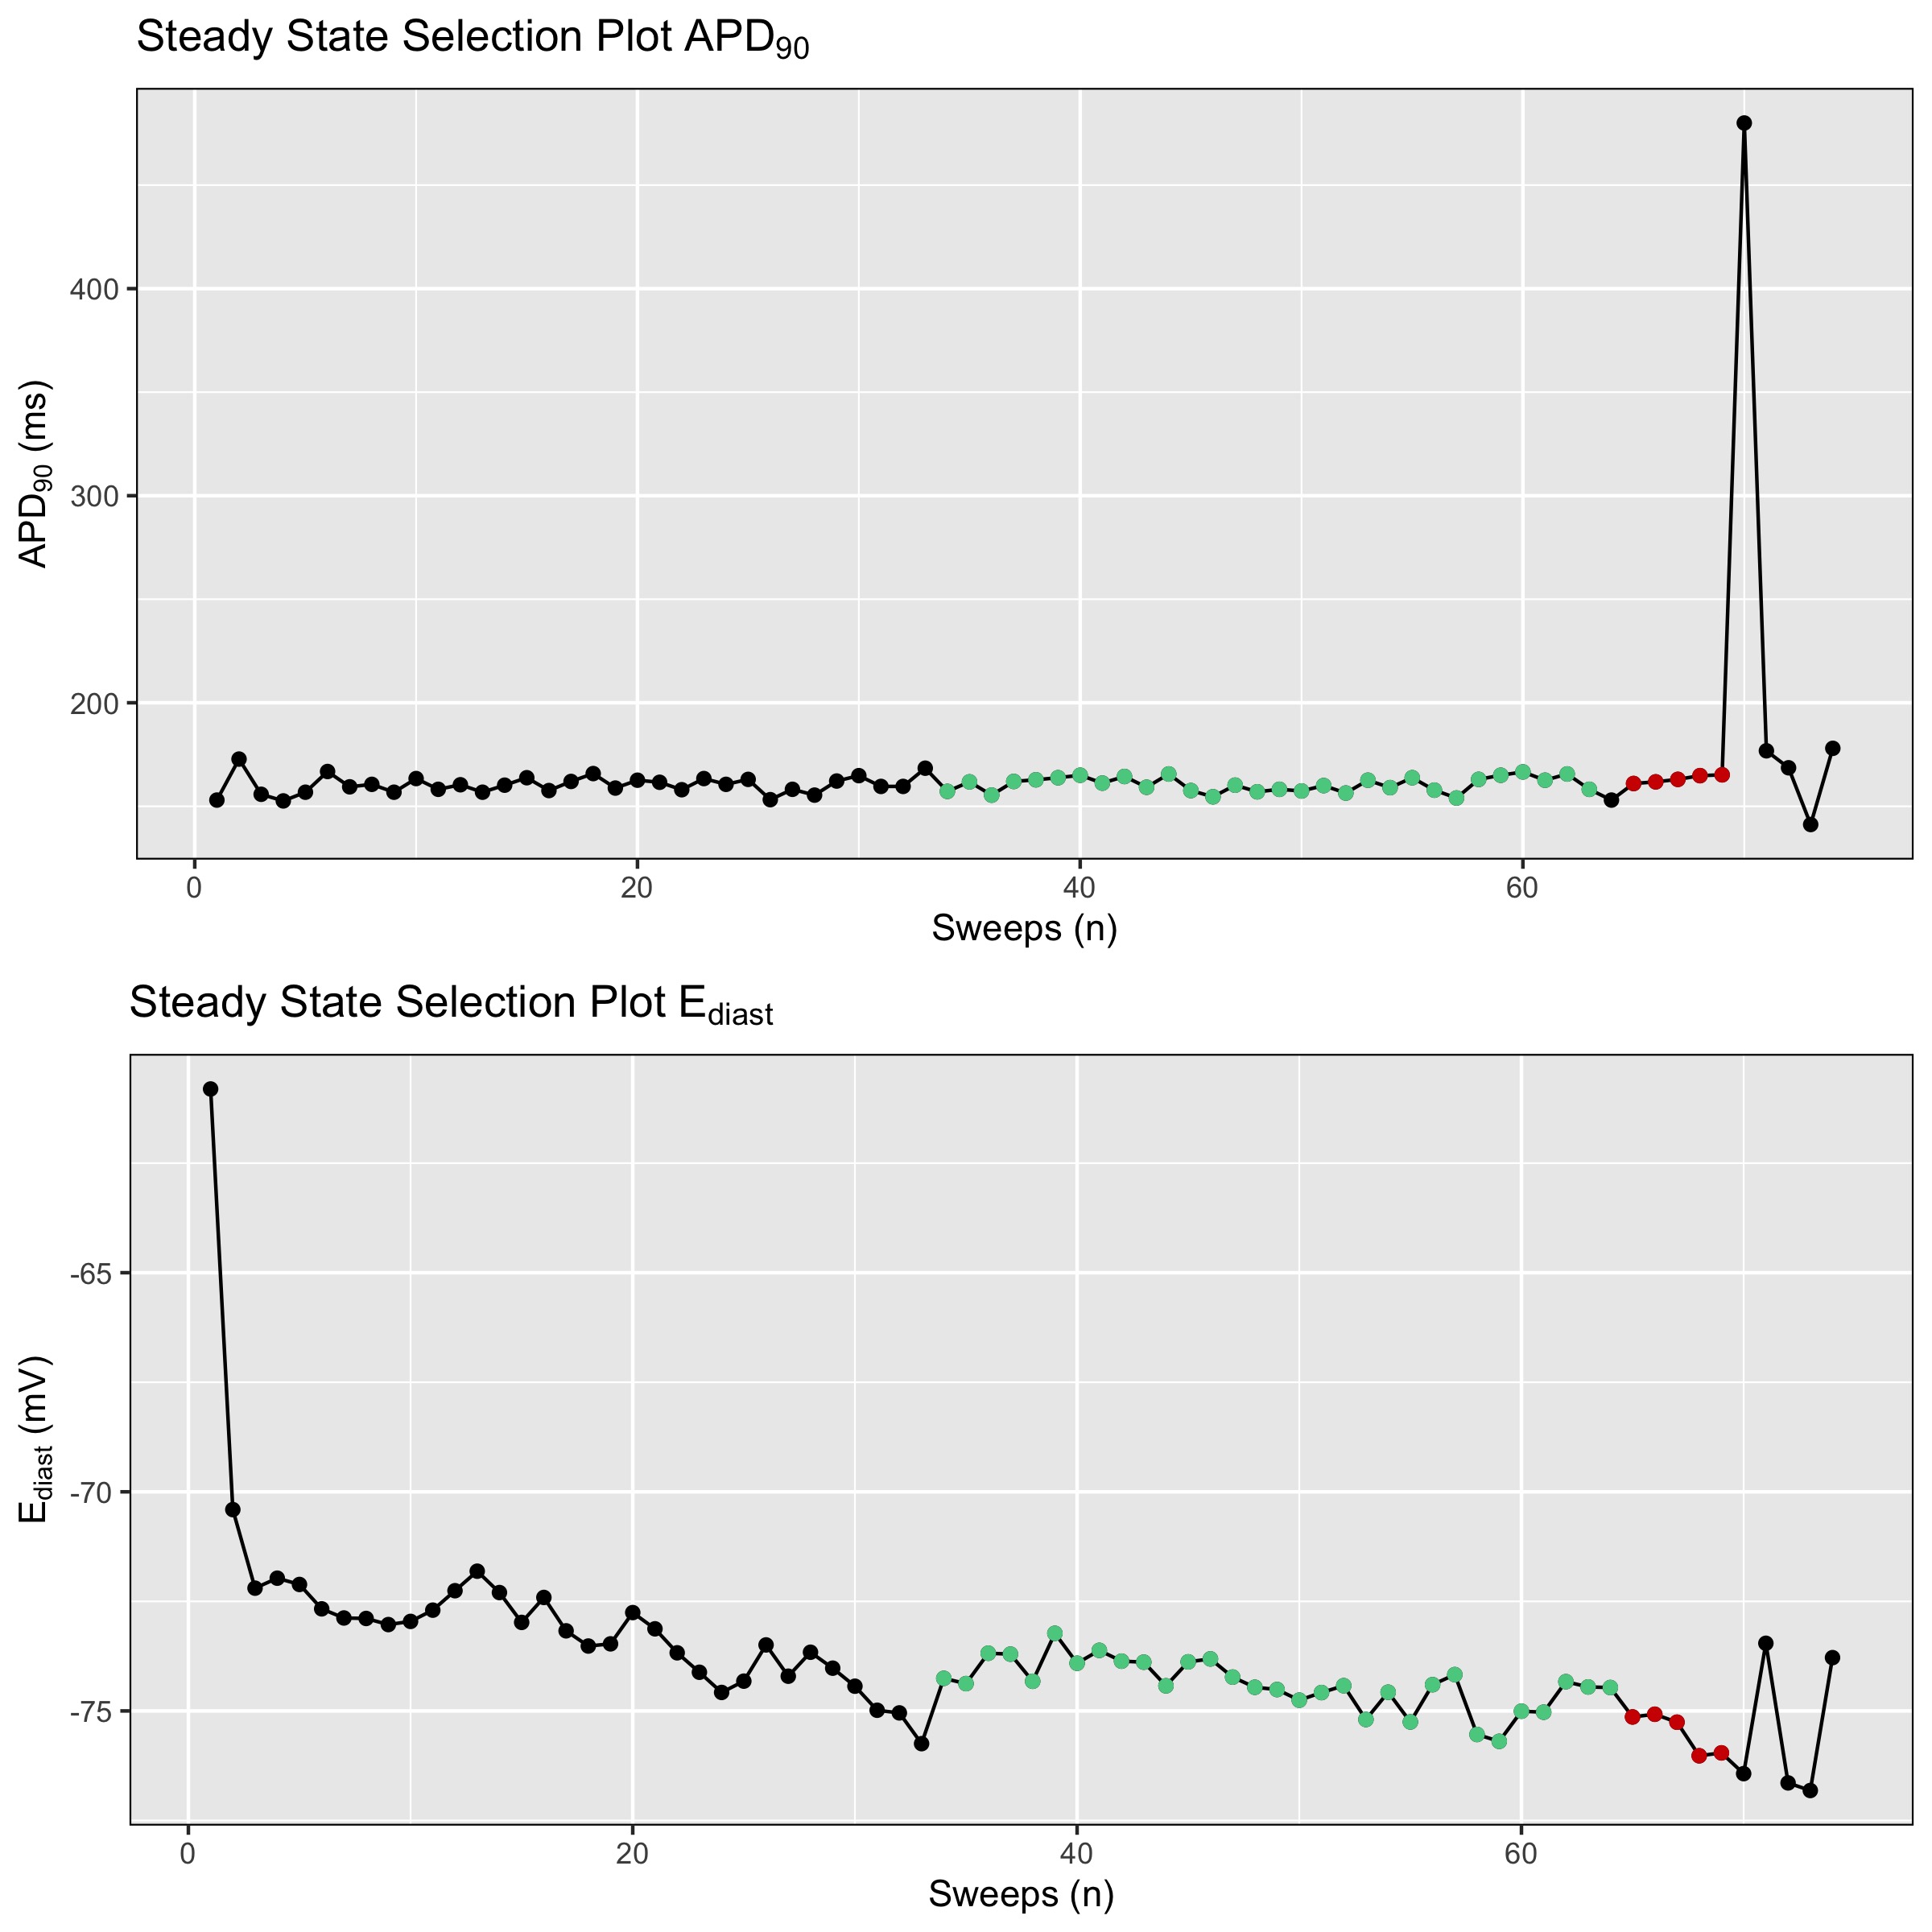 Steady State Selection Plot APD90
APD90 (ms)
400
300
200
0 20 40 60
Sweeps (n)
Steady State Selection Plot Ediast
Ediast (mV)
-65
-70
-75
0 20 40 60
Sweeps (n)